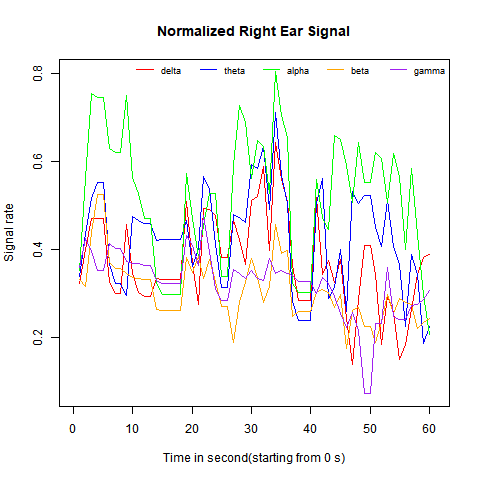 Normalized Right Ear Signal
delta theta alpha beta gamma
Signal rate
0.8
0.6
0.4
0.2
0 10 20 30 40 50 60
Time in second(starting from 0 s)